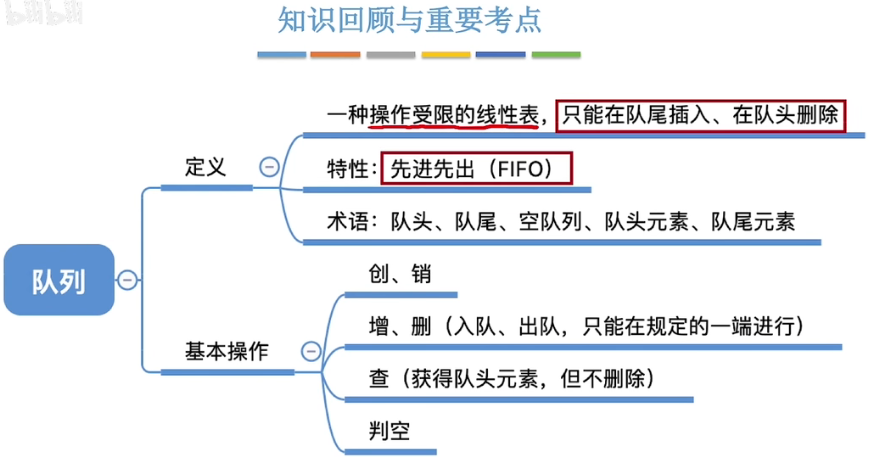 知识回顾与重要考点
一种操作受限的线性表，只能在队尾插入、在队头删除
定义
特性：先进先出（FIFO）
术语：队头、队尾、空队列、队头元素、队尾元素
队列
创、销
增、删（入队、出队，只能在规定的一端进行）
基本操作
查（获得队头元素，但不删除）
判空